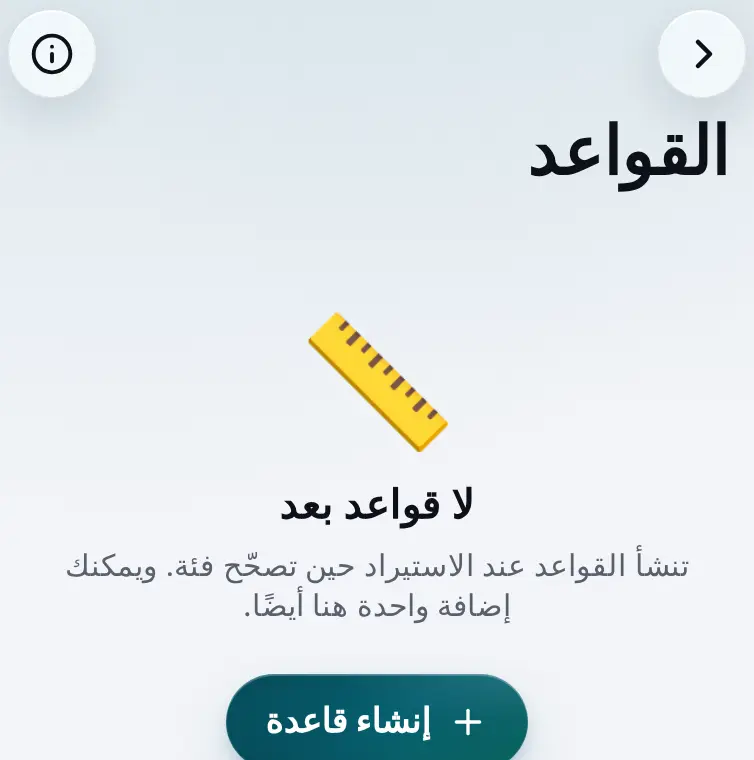 القواعد
لا قواعد بعد
تنشأ القواعد عند الاستيراد حين تصحّح فئة. ويمكنك
إضافة واحدة هنا أيضًا.
إنشاء قاعدة